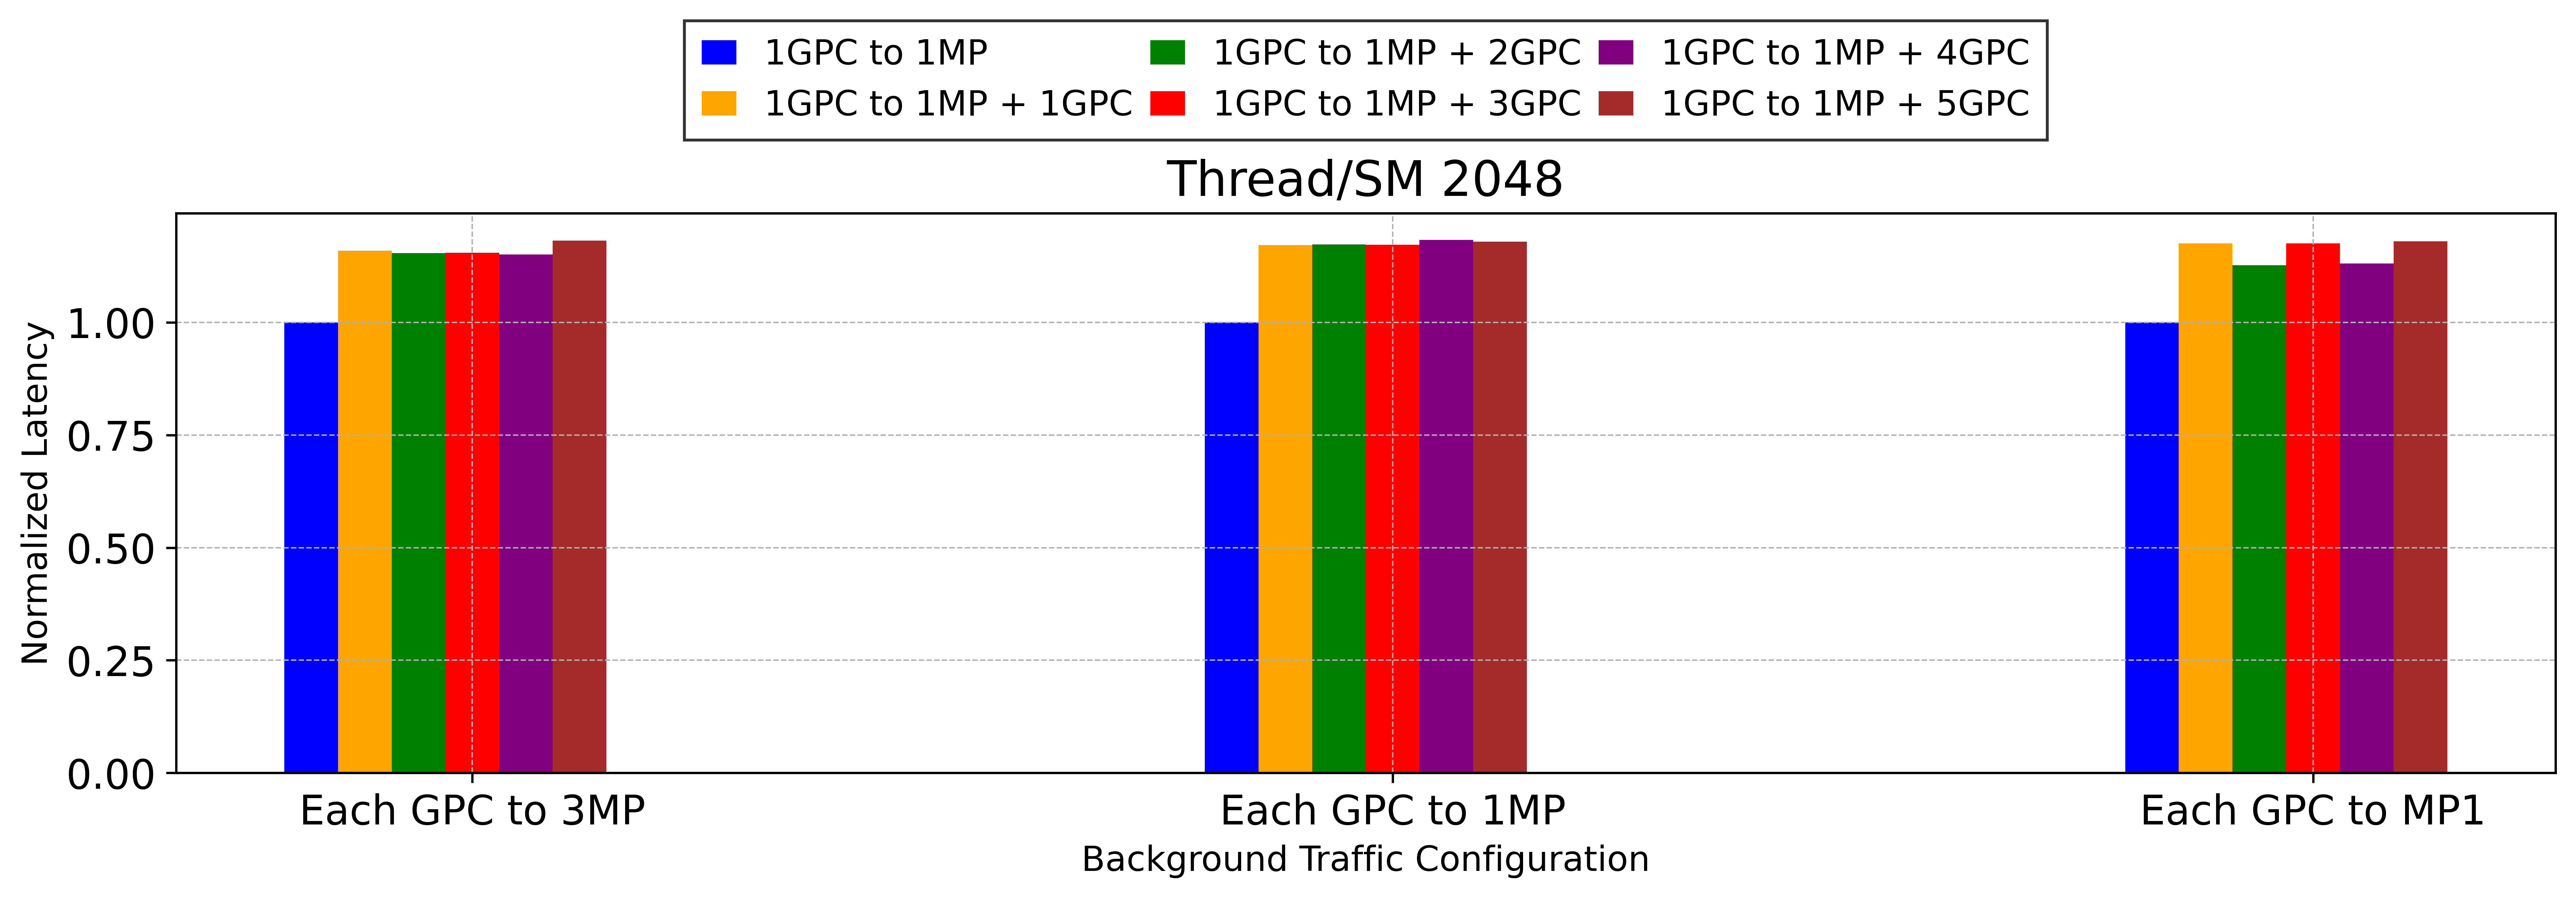 1GPC to 1MP
1GPC to 1MP + 1GPC
1GPC to 1MP + 2GPC
1GPC to 1MP + 3GPC
1GPC to 1MP + 4GPC
1GPC to 1MP + 5GPC
Thread/SM 2048
Normalized Latency
1.00
0.75
0.50
0.25
0.00
Each GPC to 3MP
Each GPC to 1MP
Each GPC to MP1
Background Traffic Configuration